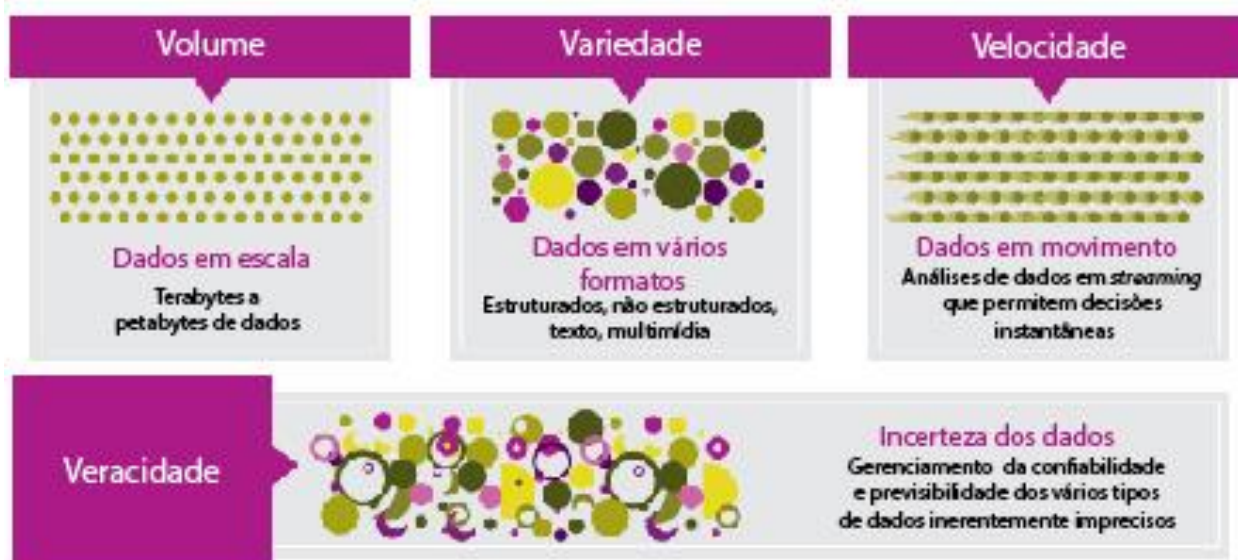 Volume
Dados em escala
Terabytes a
petabytes de dados
Variedade
Dados em vários
formatos
Estruturados, não estruturados,
texto, multimídia
Velocidade
Dados em movimento
Análises de dados em streaming
que permitem decisões
instantâneas
Veracidade
Incerteza dos dados
Gerenciamento da confiabilidade
e previsibilidade dos vários tipos
de dados inerentemente imprecisos